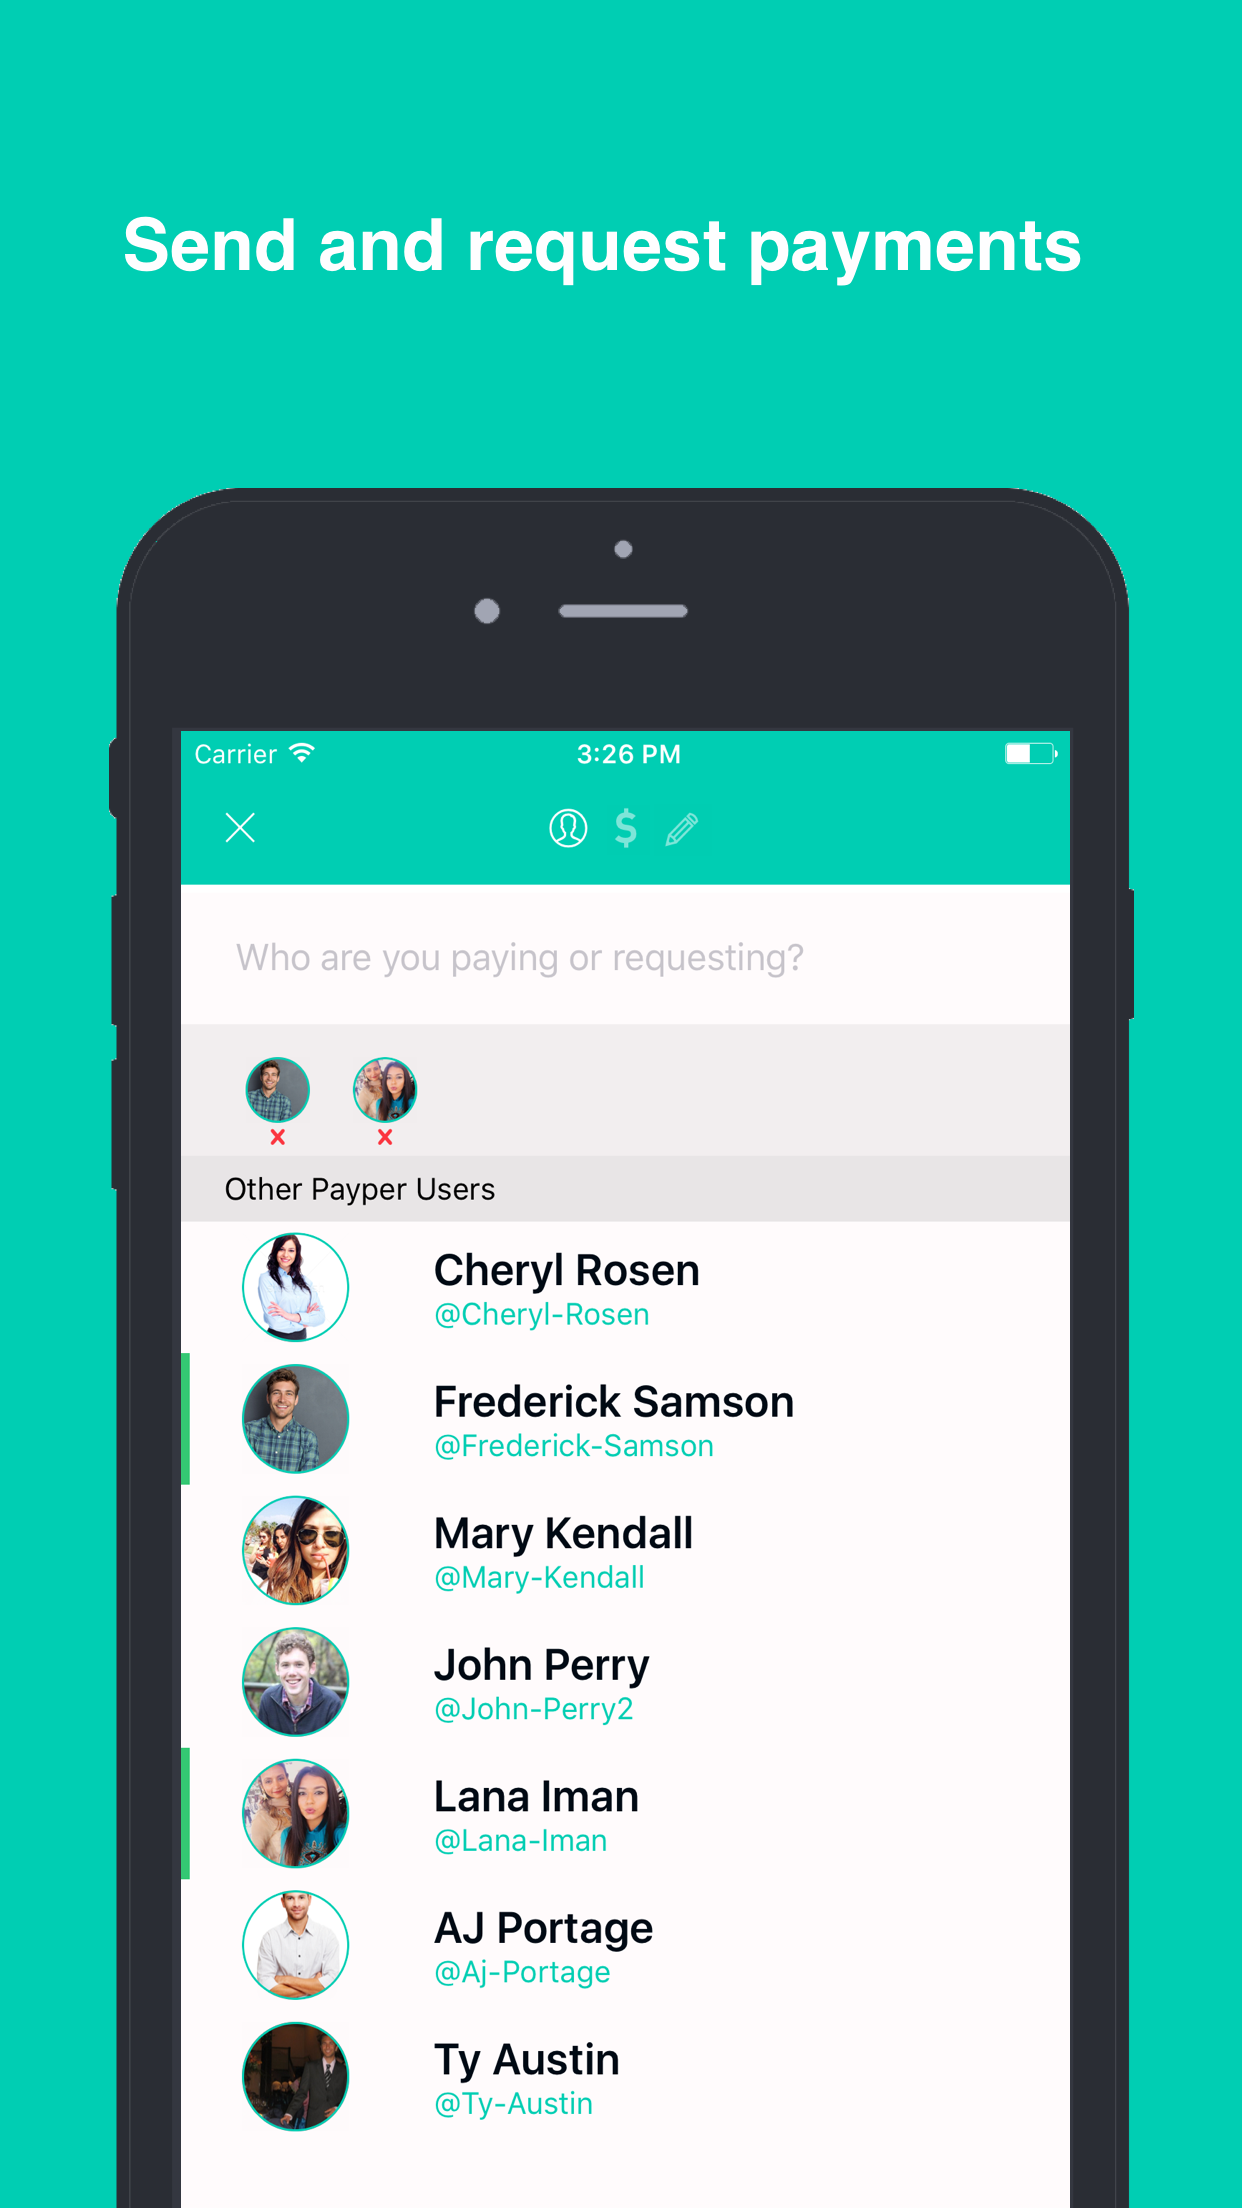 Send and request payments
Carrier
3:26 PM
$
Who are you paying or requesting?
Other Payper Users
Cheryl Rosen
@Cheryl-Rosen
Frederick Samson
@Frederick-Samson
Mary Kendall
@Mary-Kendall
John Perry
@John-Perry2
Lana Iman
@Lana-Iman
AJ Portage
@Aj-Portage
Ty Austin
@Ty-Austin